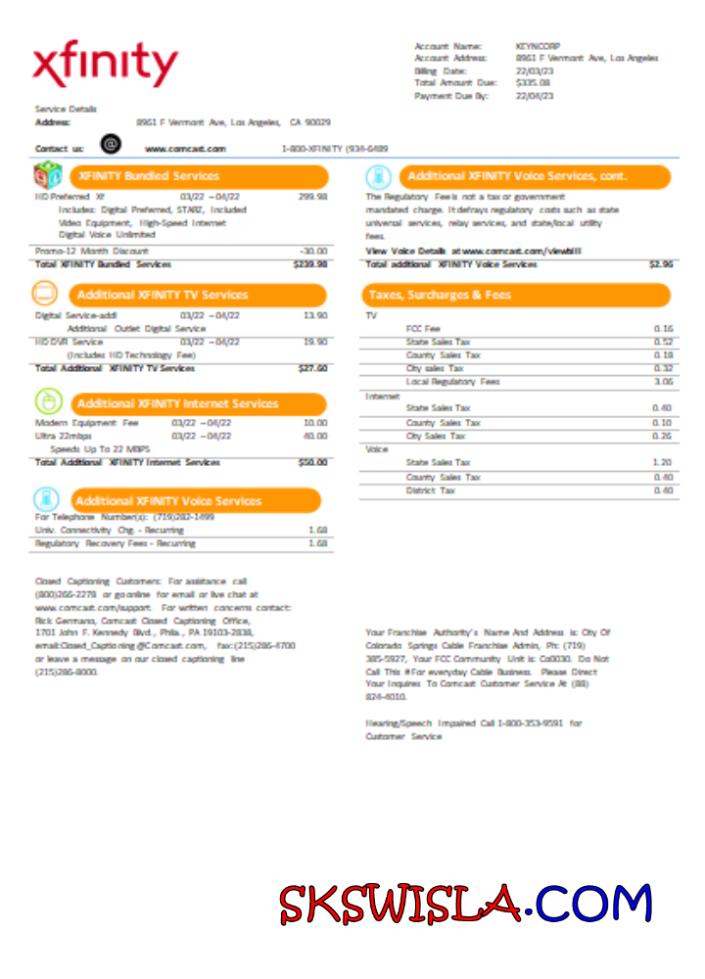 xfinity
Account Name: KEYNCORP
Account Address: 8961 F Vermont Ave, Los Angeles
Billing Date: 22/03/23
Total Amount Due: $335.08
Payment Due By: 22/04/23
Service Details
Address: 8961 F Vermont Ave, Los Angeles, CA 90029
Contact us: @ www.comcast.com 1-800-XFINITY (934-6489
XFINITY Bundled Services
HD Preferred XF 03/22 – 04/22 299.98
Includes: Digital Preferred, STARZ, Included
Video Equipment, High-Speed Internet
Digital Voice Unlimited
Promo-12 Month Discount -30.00
Total XFINITY Bundled Services $239.98
Additional XFINITY TV Services
Digital Service-addl 03/22 – 04/22 13.90
Additional Outlet Digital Service
HD DVR Service 03/22 – 04/22 19.90
(Includes HD Technology Fee)
Total Additional XFINITY TV Services $27.60
Additional XFINITY Internet Services
Modem Equipment Fee 03/22 – 04/22 10.00
Ultra 22mbps 03/22 – 04/22 40.00
Speeds Up To 22 MBPS
Total Additional XFINITY Internet Services $50.00
Additional XFINITY Voice Services
For Telephone Number(s): (719)282-1499
Univ. Connectivity Chg. - Recurring 1.68
Regulatory Recovery Fees - Recurring 1.68
Closed Captioning Customers: For assistance call
(800)266-2278 or go online for email or live chat at
www.comcast.com/support. For written concerns contact:
Rick Germano, Comcast Closed Captioning Office,
1701 John F. Kennedy Blvd., Phila., PA 19103-2838,
email:Closed_Captioning@Comcast.com, fax:(215)286-4700
or leave a message on our closed captioning line
(215)286-8000.
Additional XFINITY Voice Services, cont.
The Regulatory Fee is not a tax or government
mandated charge. It defrays regulatory costs such as state
universal services, relay services, and state/local utility
fees.
View Voice Details at www.comcast.com/viewbill
Total additional XFINITY Voice Services $2.96
Taxes, Surcharges & Fees
TV
FCC Fee 0.16
State Sales Tax 0.52
County Sales Tax 0.18
City sales Tax 0.32
Local Regulatory Fees 3.06
Internet
State Sales Tax 0.40
County Sales Tax 0.10
City Sales Tax 0.26
Voice
State Sales Tax 1.20
County Sales Tax 0.40
District Tax 0.40
Your Franchise Authority's Name And Address is: City Of
Colorado Springs Cable Franchise Admin, Ph: (719)
385-5927, Your FCC Community Unit is: Co0030. Do Not
Call This # For everyday Cable Business. Please Direct
Your Inquires To Comcast Customer Service At (88)
824-4010.
Hearing/Speech Impaired Call 1-800-353-9591 for
Customer Service
SKSWISLA.COM